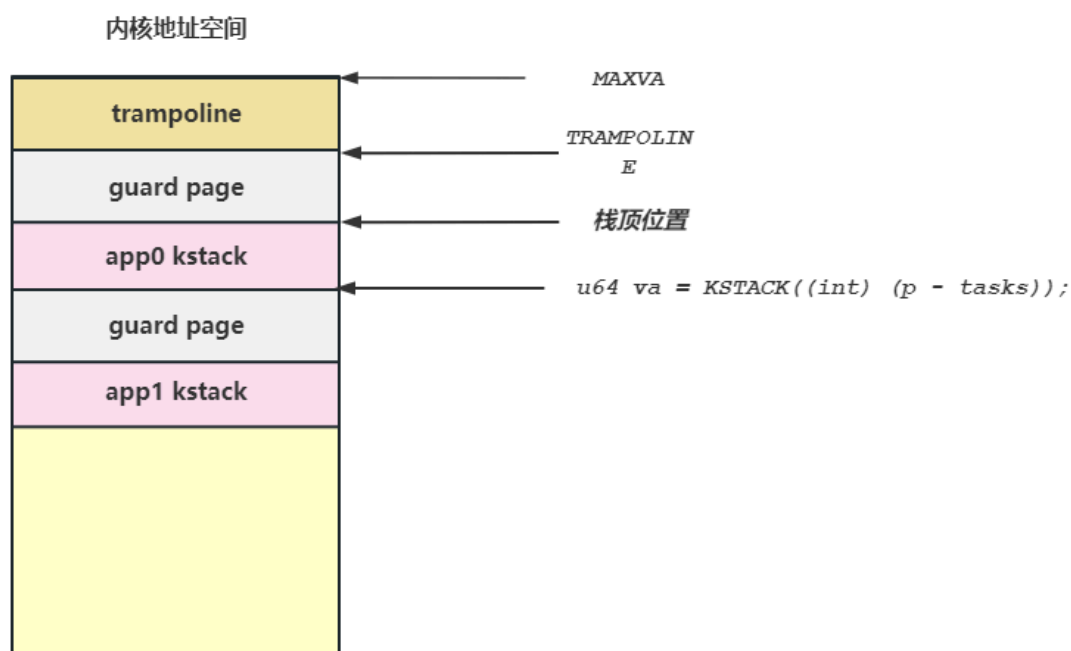 内核地址空间
MAXVA
trampoline
TRAMPOLIN
E
guard page
栈顶位置
app0 kstack
u64 va = KSTACK((int) (p - tasks));
guard page
app1 kstack